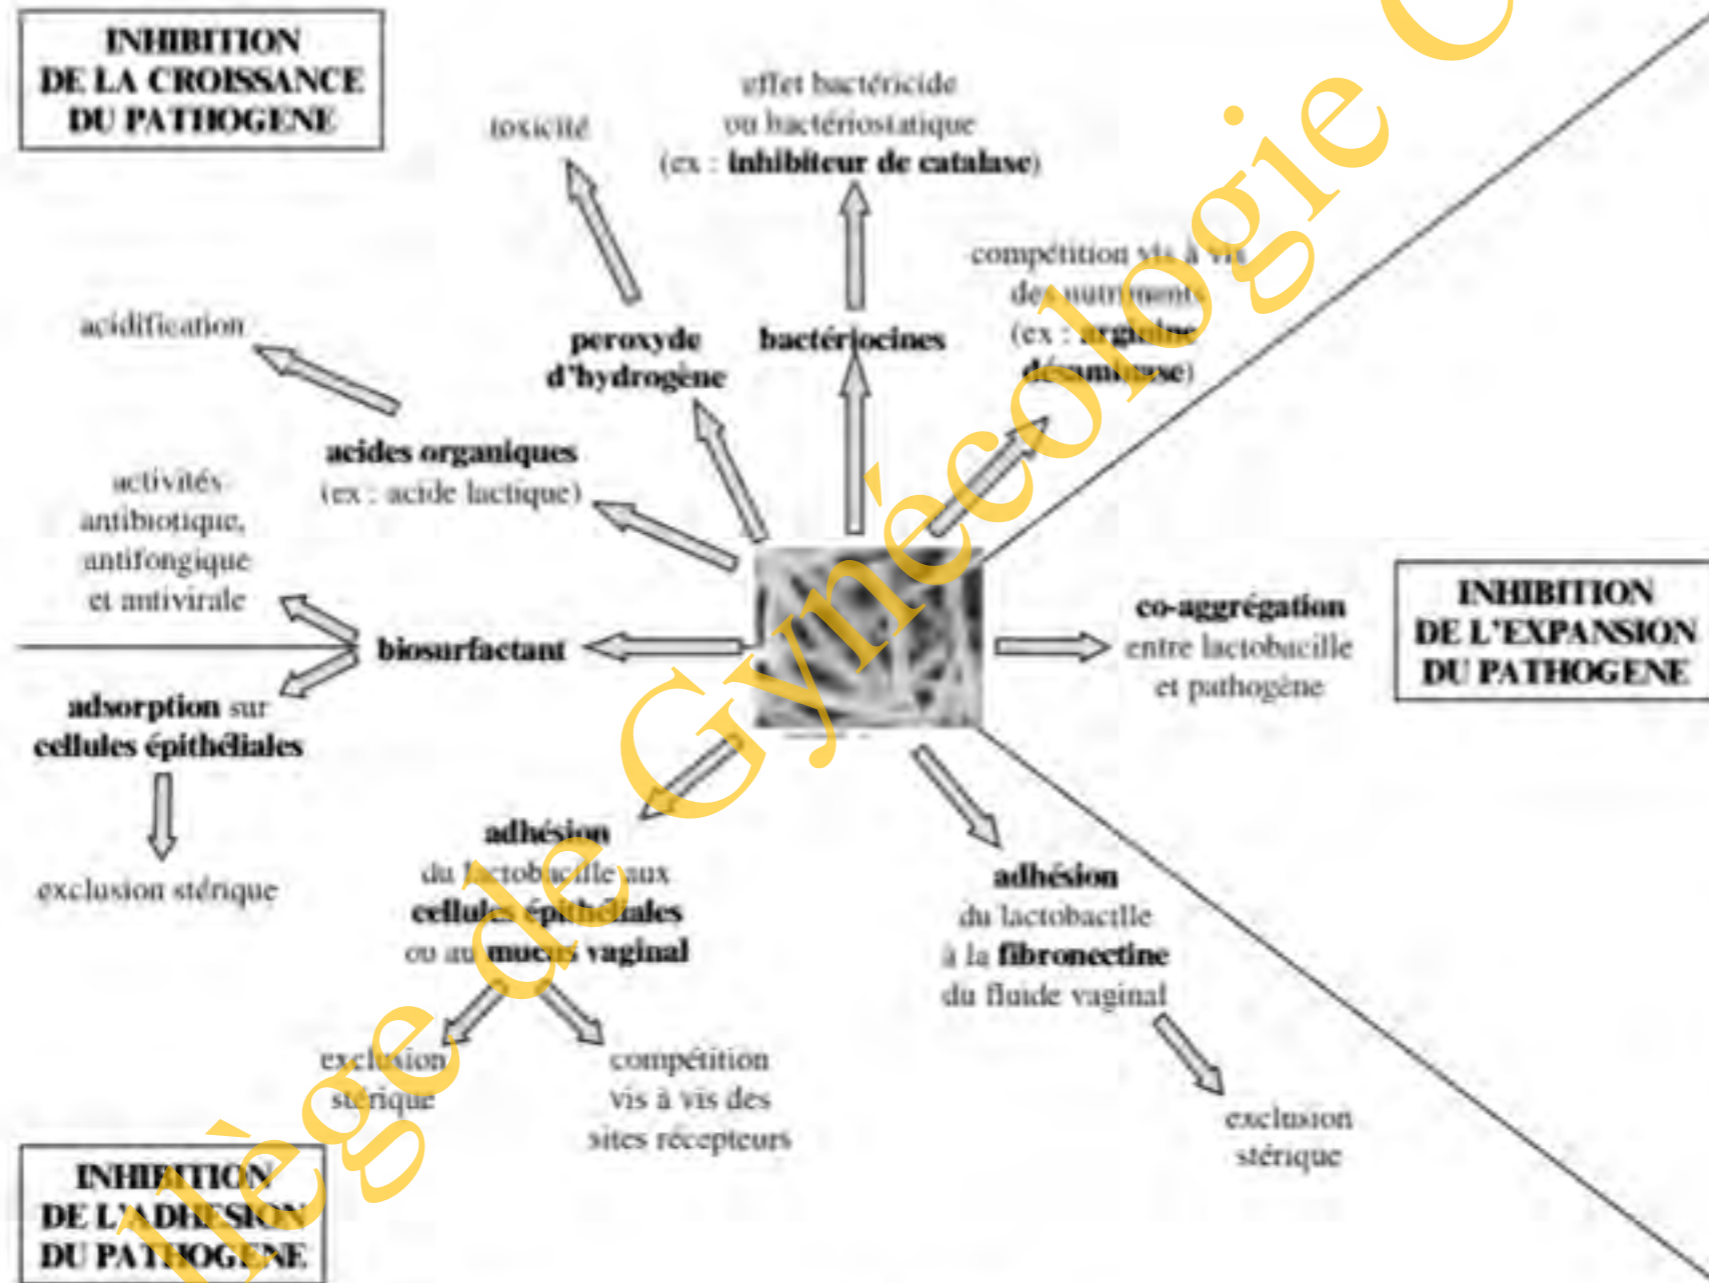 INHIBITION
DE LA CROISSANCE
DU PATHOGENE
toxicité
effet bactéricide
ou bactériostatique
(ex : inhibiteur de catalase)
compétition vis à vis
des nutriments
(ex : arginine
désaminase)
acidification
peroxyde
d'hydrogène
bactériocines
acides organiques
(ex : acide lactique)
activités
antibiotique,
antifongique
et antivirale
biosurfactant
co-aggrégation
entre lactobacille
et pathogène
INHIBITION
DE L'EXPANSION
DU PATHOGENE
adsorption sur
cellules épithéliales
exclusion stérique
adhésion
du lactobacille aux
cellules épithéliales
ou au mucus vaginal
exclusion
stérique
compétition
vis à vis des
sites récepteurs
adhésion
du lactobacille
à la fibronectine
du fluide vaginal
exclusion
stérique
INHIBITION
DE L'ADHESION
DU PATHOGENE
llège de Gynécologie C